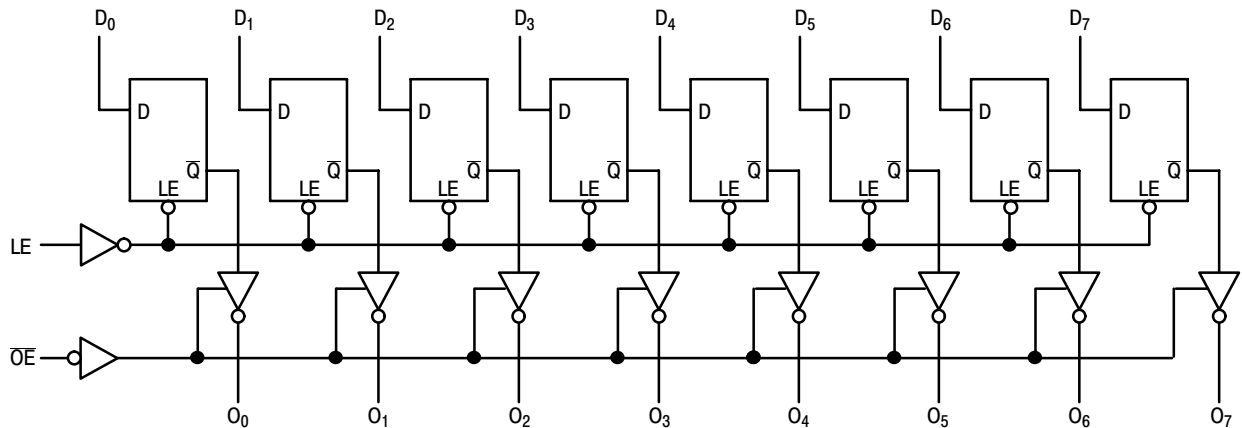 D₀ D₁ D₂ D₃ D₄ D₅ D₆ D₇
D D D D D D D D
Q̅ Q̅ Q̅ Q̅ Q̅ Q̅ Q̅ Q̅
LE LE LE LE LE LE LE LE
LE
O̅E̅
O₀ O₁ O₂ O₃ O₄ O₅ O₆ O₇